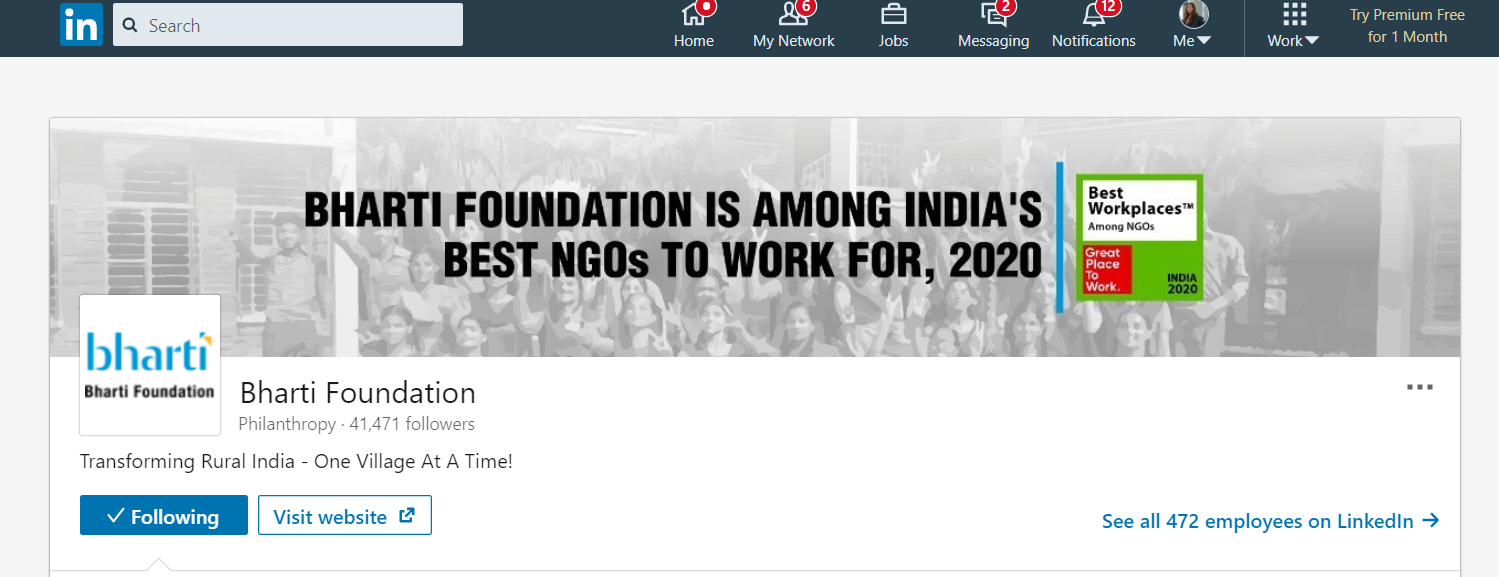 in
Search
6
2
12
Home
My Network
Jobs
Messaging
Notifications
Me
Work
Try Premium Free
for 1 Month
BHARTI FOUNDATION IS AMONG INDIA'S
BEST NGOs TO WORK FOR, 2020
Best
Workplaces™
Among NGOs
Great
Place
To
Work.
INDIA
2020
bharti
Bharti Foundation
Bharti Foundation
Philanthropy · 41,471 followers
Transforming Rural India - One Village At A Time!
Following
Visit website
See all 472 employees on LinkedIn